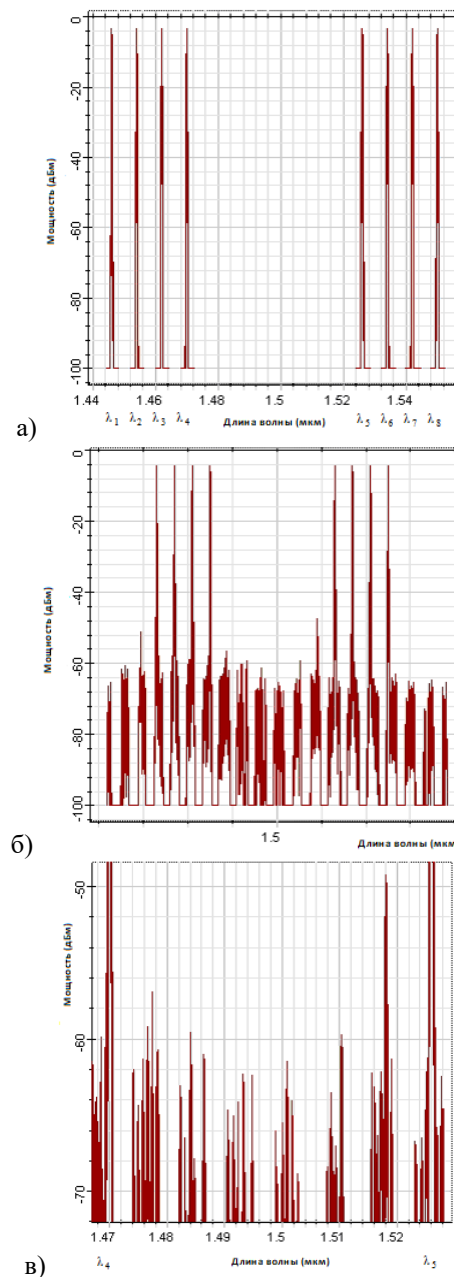 0
-20
-40
-60
-80
-100
Мощность (дБм)
1.44 1.46 1.48 1.5 1.52 1.54
λ1 λ2 λ3 λ4 Длина волны (мкм) λ5 λ6 λ7 λ8
а)
0
-20
-40
-60
-80
-100
Мощность (дБм)
1.5
Длина волны (мкм
б)
-50
-60
-70
Мощность (дБм)
1.47 1.48 1.49 1.5 1.51 1.52
λ4 Длина волны (мкм) λ5
в)